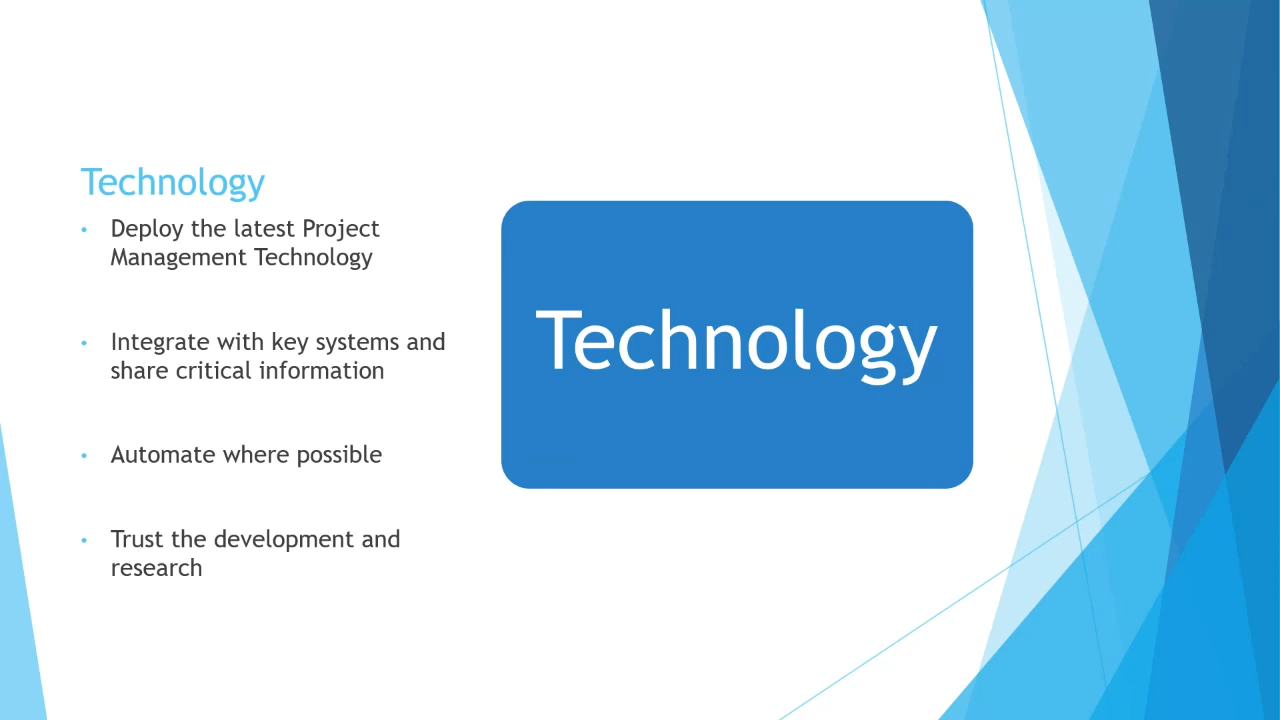 Technology
• Deploy the latest Project
Management Technology
• Integrate with key systems and
share critical information
• Automate where possible
• Trust the development and
research
Technology